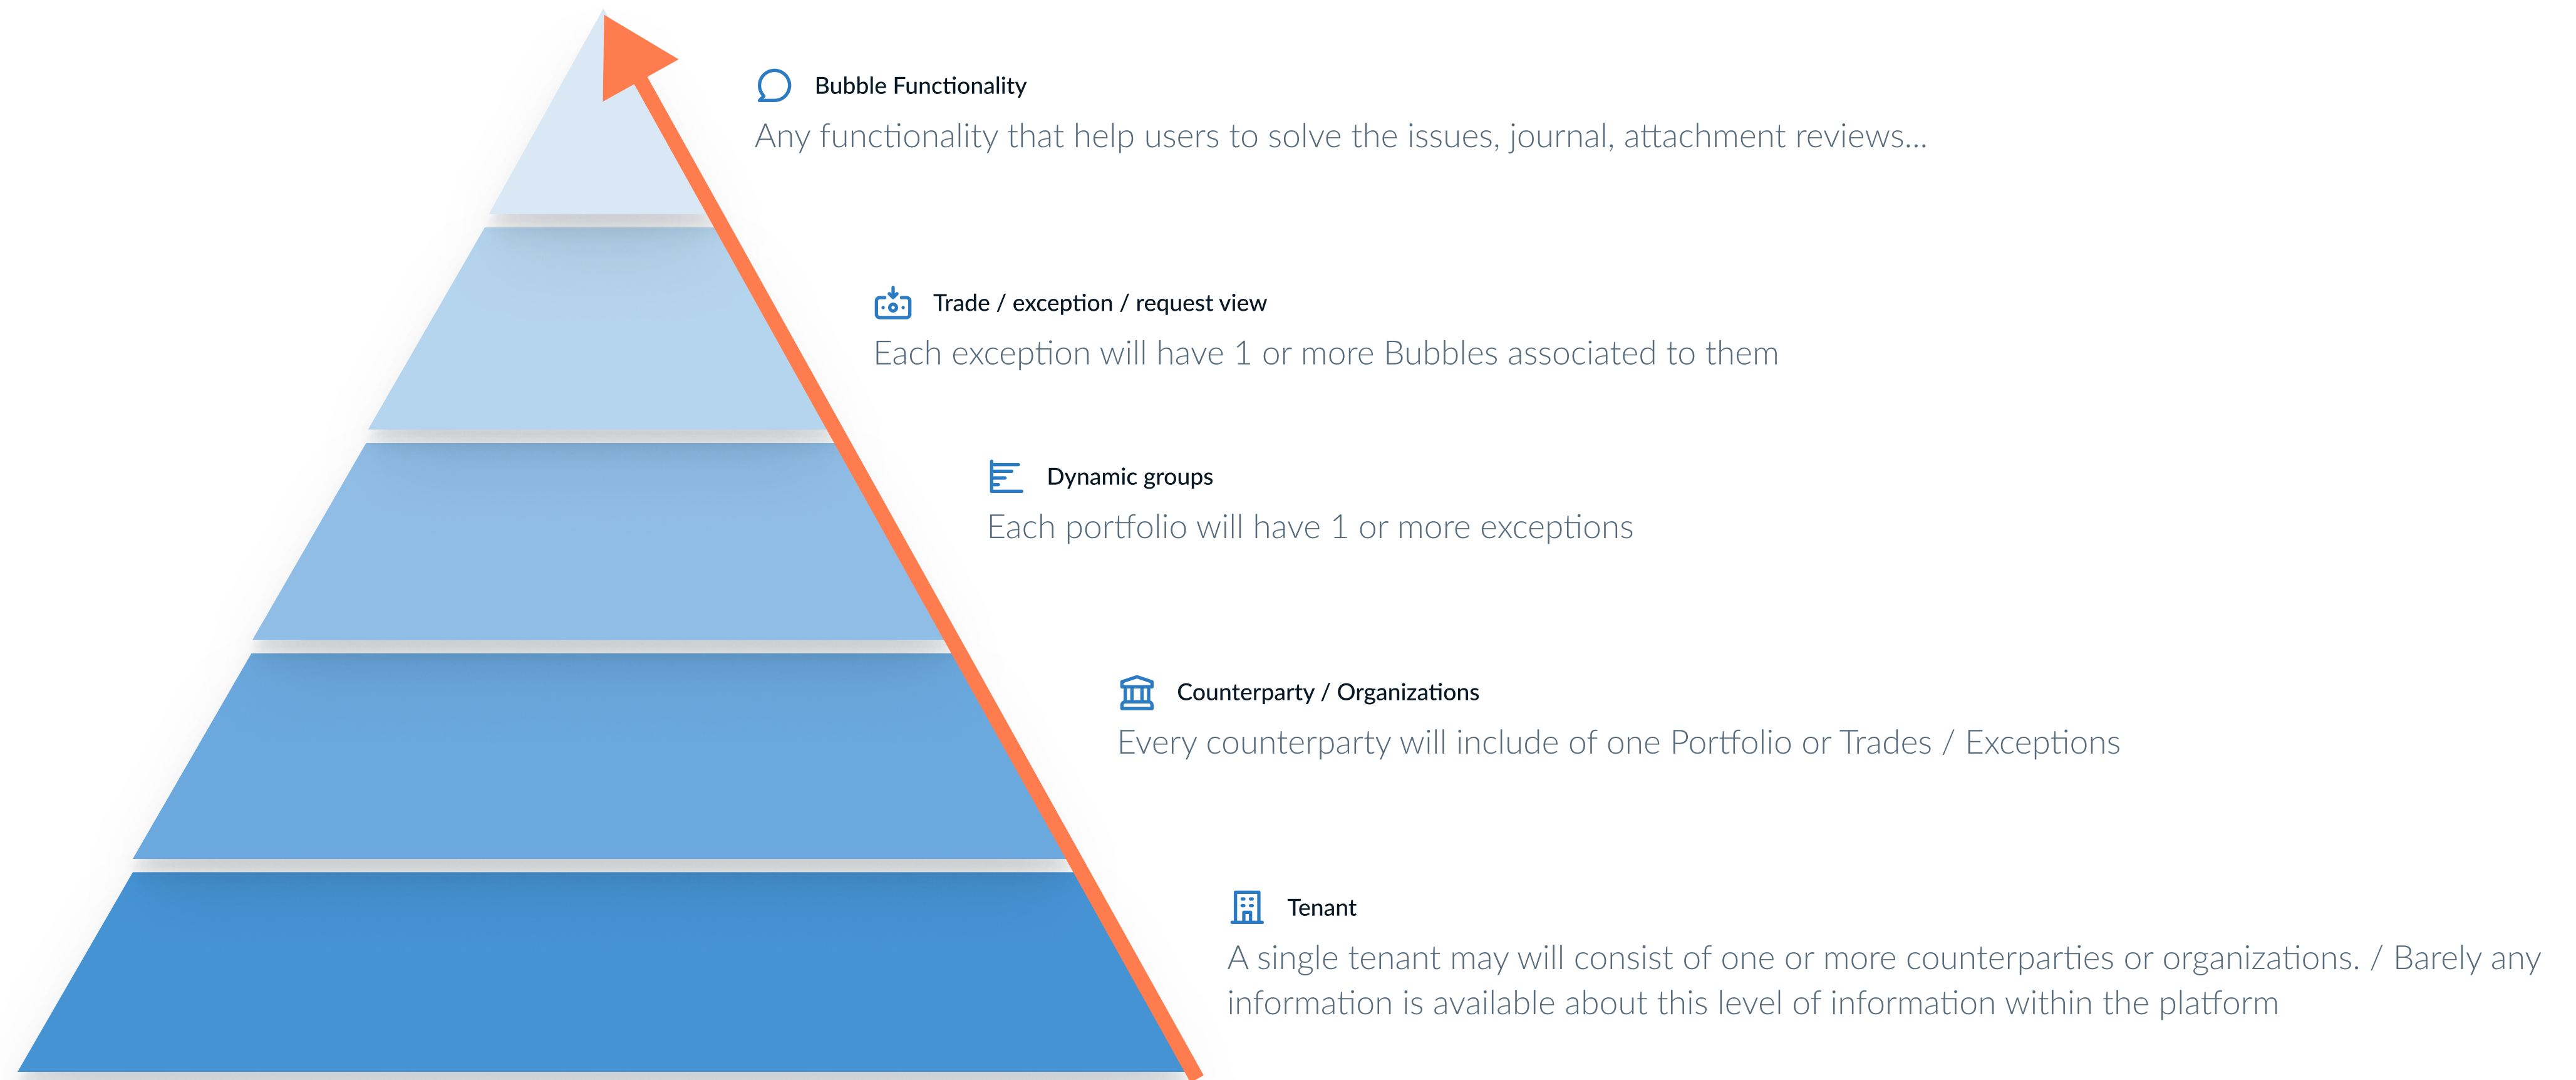 Bubble Functionality
Any functionality that help users to solve the issues, journal, attachment reviews...
Trade / exception / request view
Each exception will have 1 or more Bubbles associated to them
Dynamic groups
Each portfolio will have 1 or more exceptions
Counterparty / Organizations
Every counterparty will include of one Portfolio or Trades / Exceptions
Tenant
A single tenant may will consist of one or more counterparties or organizations. / Barely any
information is available about this level of information within the platform